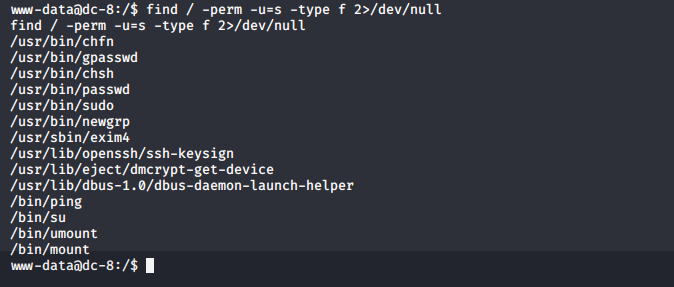 www-data@dc-8:/$ find / -perm -u=s -type f 2>/dev/null
find / -perm -u=s -type f 2>/dev/null
/usr/bin/chfn
/usr/bin/gpasswd
/usr/bin/chsh
/usr/bin/passwd
/usr/bin/sudo
/usr/bin/newgrp
/usr/sbin/exim4
/usr/lib/openssh/ssh-keysign
/usr/lib/eject/dmcrypt-get-device
/usr/lib/dbus-1.0/dbus-daemon-launch-helper
/bin/ping
/bin/su
/bin/umount
/bin/mount
www-data@dc-8:/$